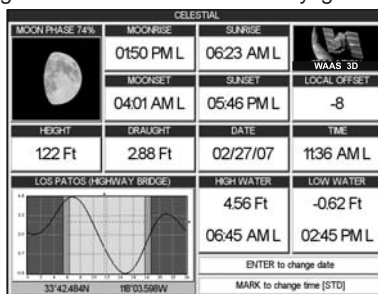 CELESTIAL
MOON PHASE 74%
MOONRISE
SUNRISE
01:50 PM L
06:23 AM L
WAAS 3D
MOONSET
SUNSET
LOCAL OFFSET
04:01 AM L
05:46 PM L
-8
HEIGHT
DRAUGHT
DATE
TIME
1.22 Ft
2.88 Ft
02/27/07
11:36 AM L
LOS PATOS (HIGHWAY BRIDGE)
HIGH WATER
LOW WATER
4.56 Ft
-0.62 Ft
06:45 AM L
02:45 PM L
ENTER to change date
33°42.484N
118°03.598W
MARK to change time [STD]